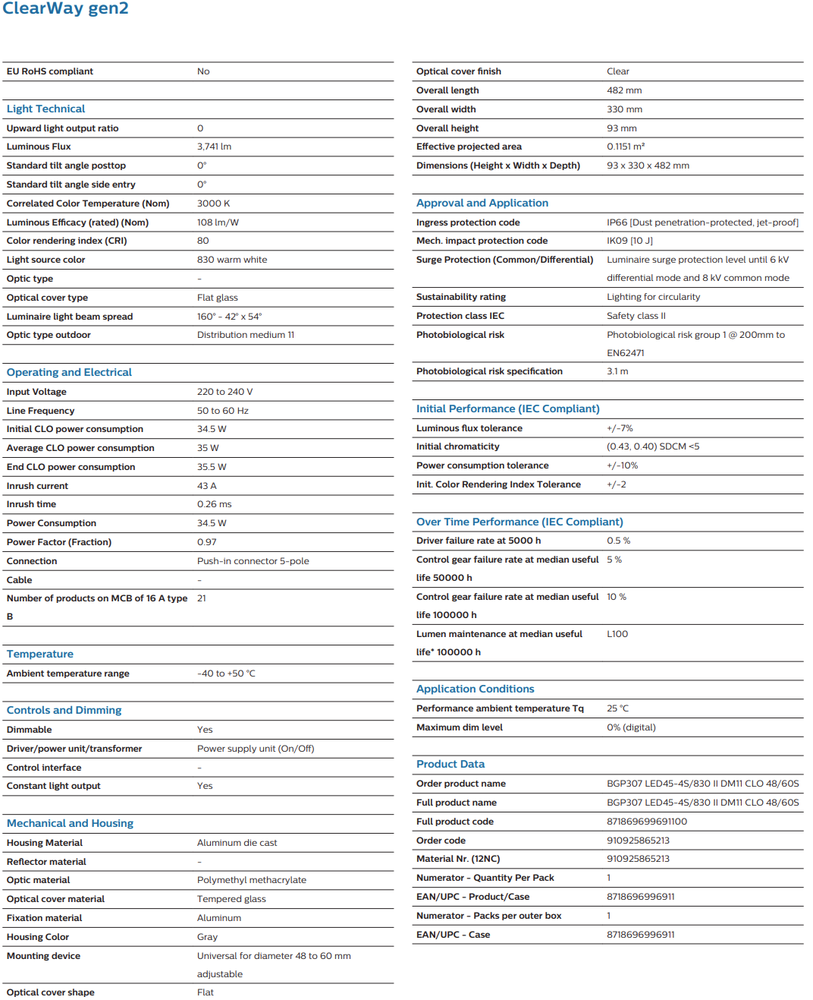 ClearWay gen2
EU RoHS compliant No
Light Technical
Upward light output ratio 0
Luminous Flux 3,741 lm
Standard tilt angle posttop 0°
Standard tilt angle side entry 0°
Correlated Color Temperature (Nom) 3000 K
Luminous Efficacy (rated) (Nom) 108 lm/W
Color rendering index (CRI) 80
Light source color 830 warm white
Optic type -
Optical cover type Flat glass
Luminaire light beam spread 160° - 42° x 54°
Optic type outdoor Distribution medium 11
Operating and Electrical
Input Voltage 220 to 240 V
Line Frequency 50 to 60 Hz
Initial CLO power consumption 34.5 W
Average CLO power consumption 35 W
End CLO power consumption 35.5 W
Inrush current 43 A
Inrush time 0.26 ms
Power Consumption 34.5 W
Power Factor (Fraction) 0.97
Connection Push-in connector 5-pole
Cable -
Number of products on MCB of 16 A type 21
B
Temperature
Ambient temperature range -40 to +50 °C
Controls and Dimming
Dimmable Yes
Driver/power unit/transformer Power supply unit (On/Off)
Control interface -
Constant light output Yes
Mechanical and Housing
Housing Material Aluminum die cast
Reflector material -
Optic material Polymethyl methacrylate
Optical cover material Tempered glass
Fixation material Aluminum
Housing Color Gray
Mounting device Universal for diameter 48 to 60 mm
adjustable
Optical cover shape Flat
Optical cover finish Clear
Overall length 482 mm
Overall width 330 mm
Overall height 93 mm
Effective projected area 0.1151 m²
Dimensions (Height x Width x Depth) 93 x 330 x 482 mm
Approval and Application
Ingress protection code IP66 [Dust penetration-protected, jet-proof]
Mech. impact protection code IK09 [10 J]
Surge Protection (Common/Differential) Luminaire surge protection level until 6 kV
differential mode and 8 kV common mode
Sustainability rating Lighting for circularity
Protection class IEC Safety class II
Photobiological risk Photobiological risk group 1 @ 200mm to
EN62471
Photobiological risk specification 3.1 m
Initial Performance (IEC Compliant)
Luminous flux tolerance +/-7%
Initial chromaticity (0.43, 0.40) SDCM <5
Power consumption tolerance +/-10%
Init. Color Rendering Index Tolerance +/-2
Over Time Performance (IEC Compliant)
Driver failure rate at 5000 h 0.5 %
Control gear failure rate at median useful 5 %
life 50000 h
Control gear failure rate at median useful 10 %
life 100000 h
Lumen maintenance at median useful L100
life* 100000 h
Application Conditions
Performance ambient temperature Tq 25 °C
Maximum dim level 0% (digital)
Product Data
Order product name BGP307 LED45-4S/830 II DM11 CLO 48/60S
Full product name BGP307 LED45-4S/830 II DM11 CLO 48/60S
Full product code 871869699691100
Order code 910925865213
Material Nr. (12NC) 910925865213
Numerator - Quantity Per Pack 1
EAN/UPC - Product/Case 8718696996911
Numerator - Packs per outer box 1
EAN/UPC - Case 8718696996911